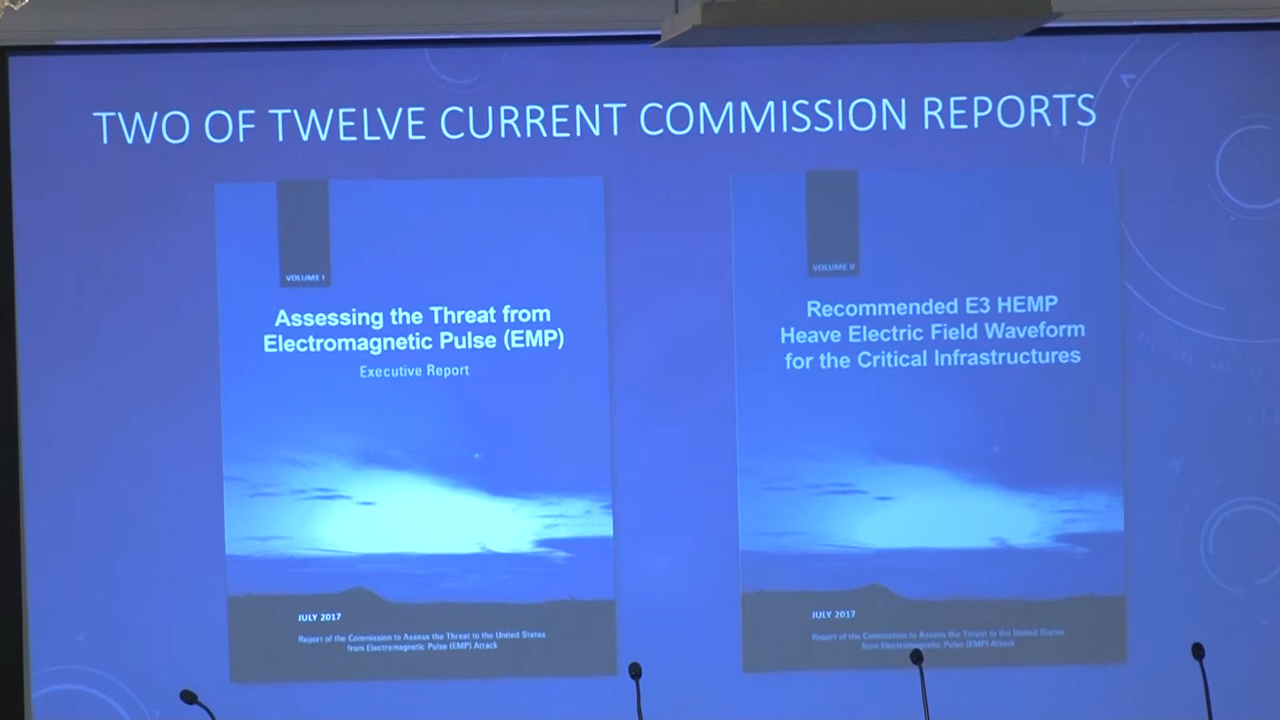 TWO OF TWELVE CURRENT COMMISSION REPORTS
VOLUME I
Assessing the Threat from
Electromagnetic Pulse (EMP)
Executive Report
JULY 2017
Report of the Commission to Assess the Threat to the United States
from Electromagnetic Pulse (EMP) Attack
VOLUME II
Recommended E3 HEMP
Heave Electric Field Waveform
for the Critical Infrastructures
JULY 2017
Report of the Commission to Assess the Threat to the United States
from Electromagnetic Pulse (EMP) Attack